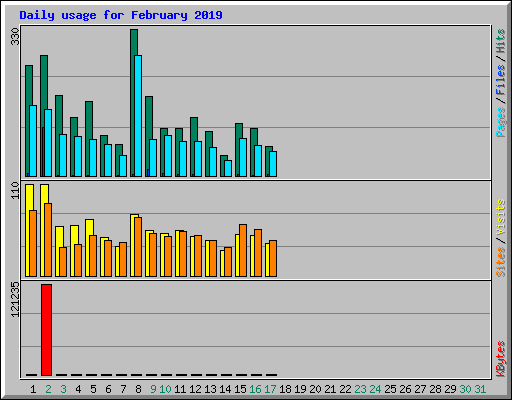 Daily usage for February 2019
330
Pages/Files/Hits
110
Sites/Visits
121235
KBytes
1 2 3 4 5 6 7 8 9 10 11 12 13 14 15 16 17 18 19 20 21 22 23 24 25 26 27 28 29 30 31